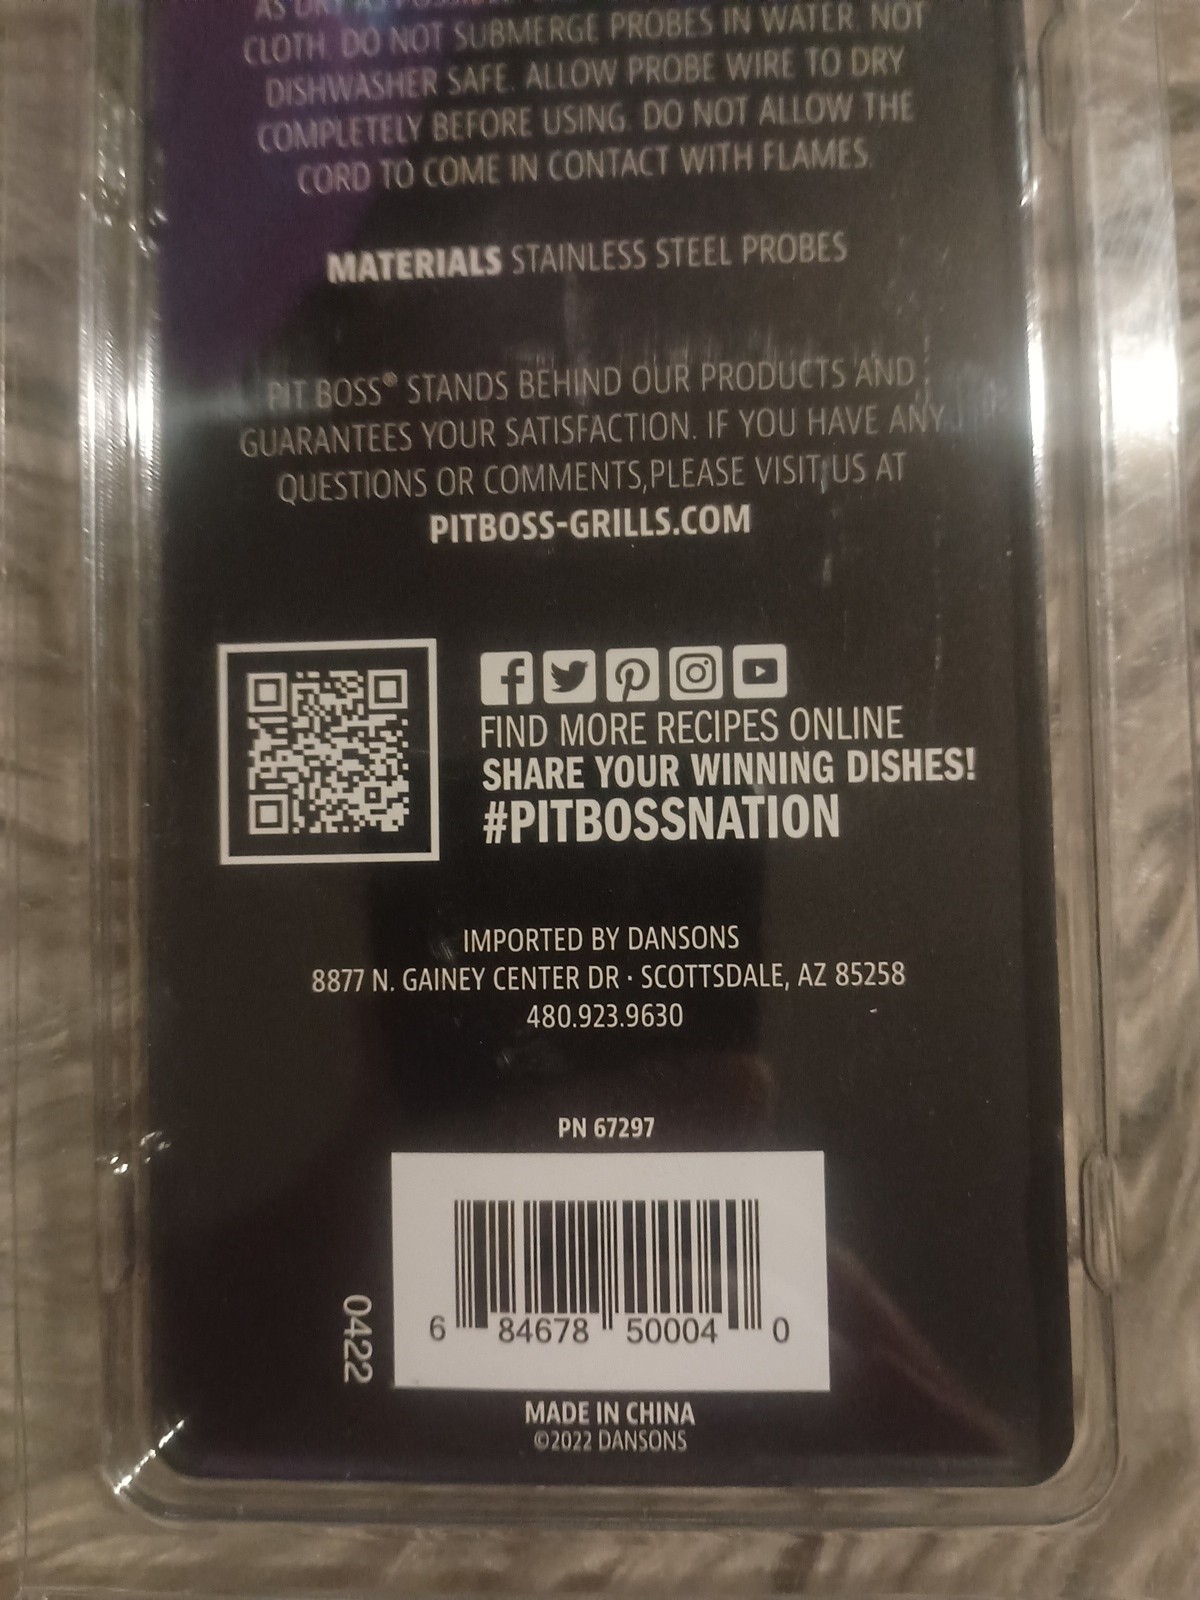 AS DRY AS POSSIBLE.
CLOTH. DO NOT SUBMERGE PROBES IN WATER. NOT
DISHWASHER SAFE. ALLOW PROBE WIRE TO DRY
COMPLETELY BEFORE USING. DO NOT ALLOW THE
CORD TO COME IN CONTACT WITH FLAMES.
MATERIALS STAINLESS STEEL PROBES
PIT BOSS® STANDS BEHIND OUR PRODUCTS AND
GUARANTEES YOUR SATISFACTION. IF YOU HAVE ANY
QUESTIONS OR COMMENTS,PLEASE VISIT US AT
PITBOSS-GRILLS.COM
FIND MORE RECIPES ONLINE
SHARE YOUR WINNING DISHES!
#PITBOSSNATION
IMPORTED BY DANSONS
8877 N. GAINEY CENTER DR · SCOTTSDALE, AZ 85258
480.923.9630
PN 67297
6 84678 50004 0
0422
MADE IN CHINA
©2022 DANSONS